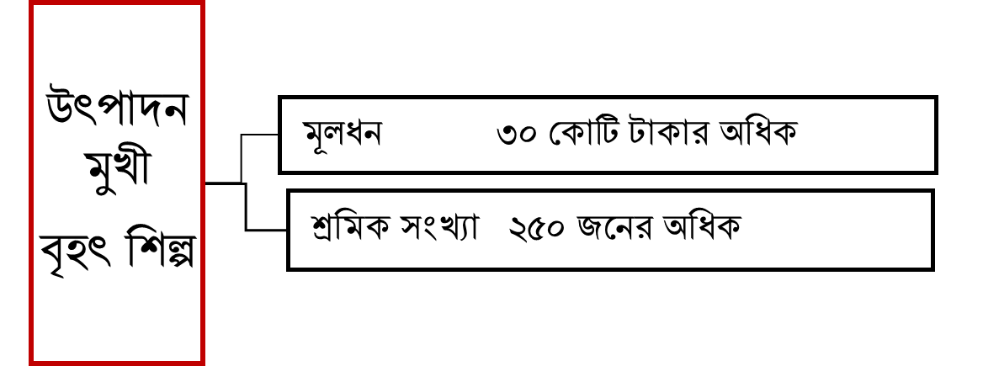 উৎপাদন
মুখী
বৃহৎ শিল্প
মূলধন ৩০ কোটি টাকার অধিক
শ্রমিক সংখ্যা ২৫০ জনের অধিক